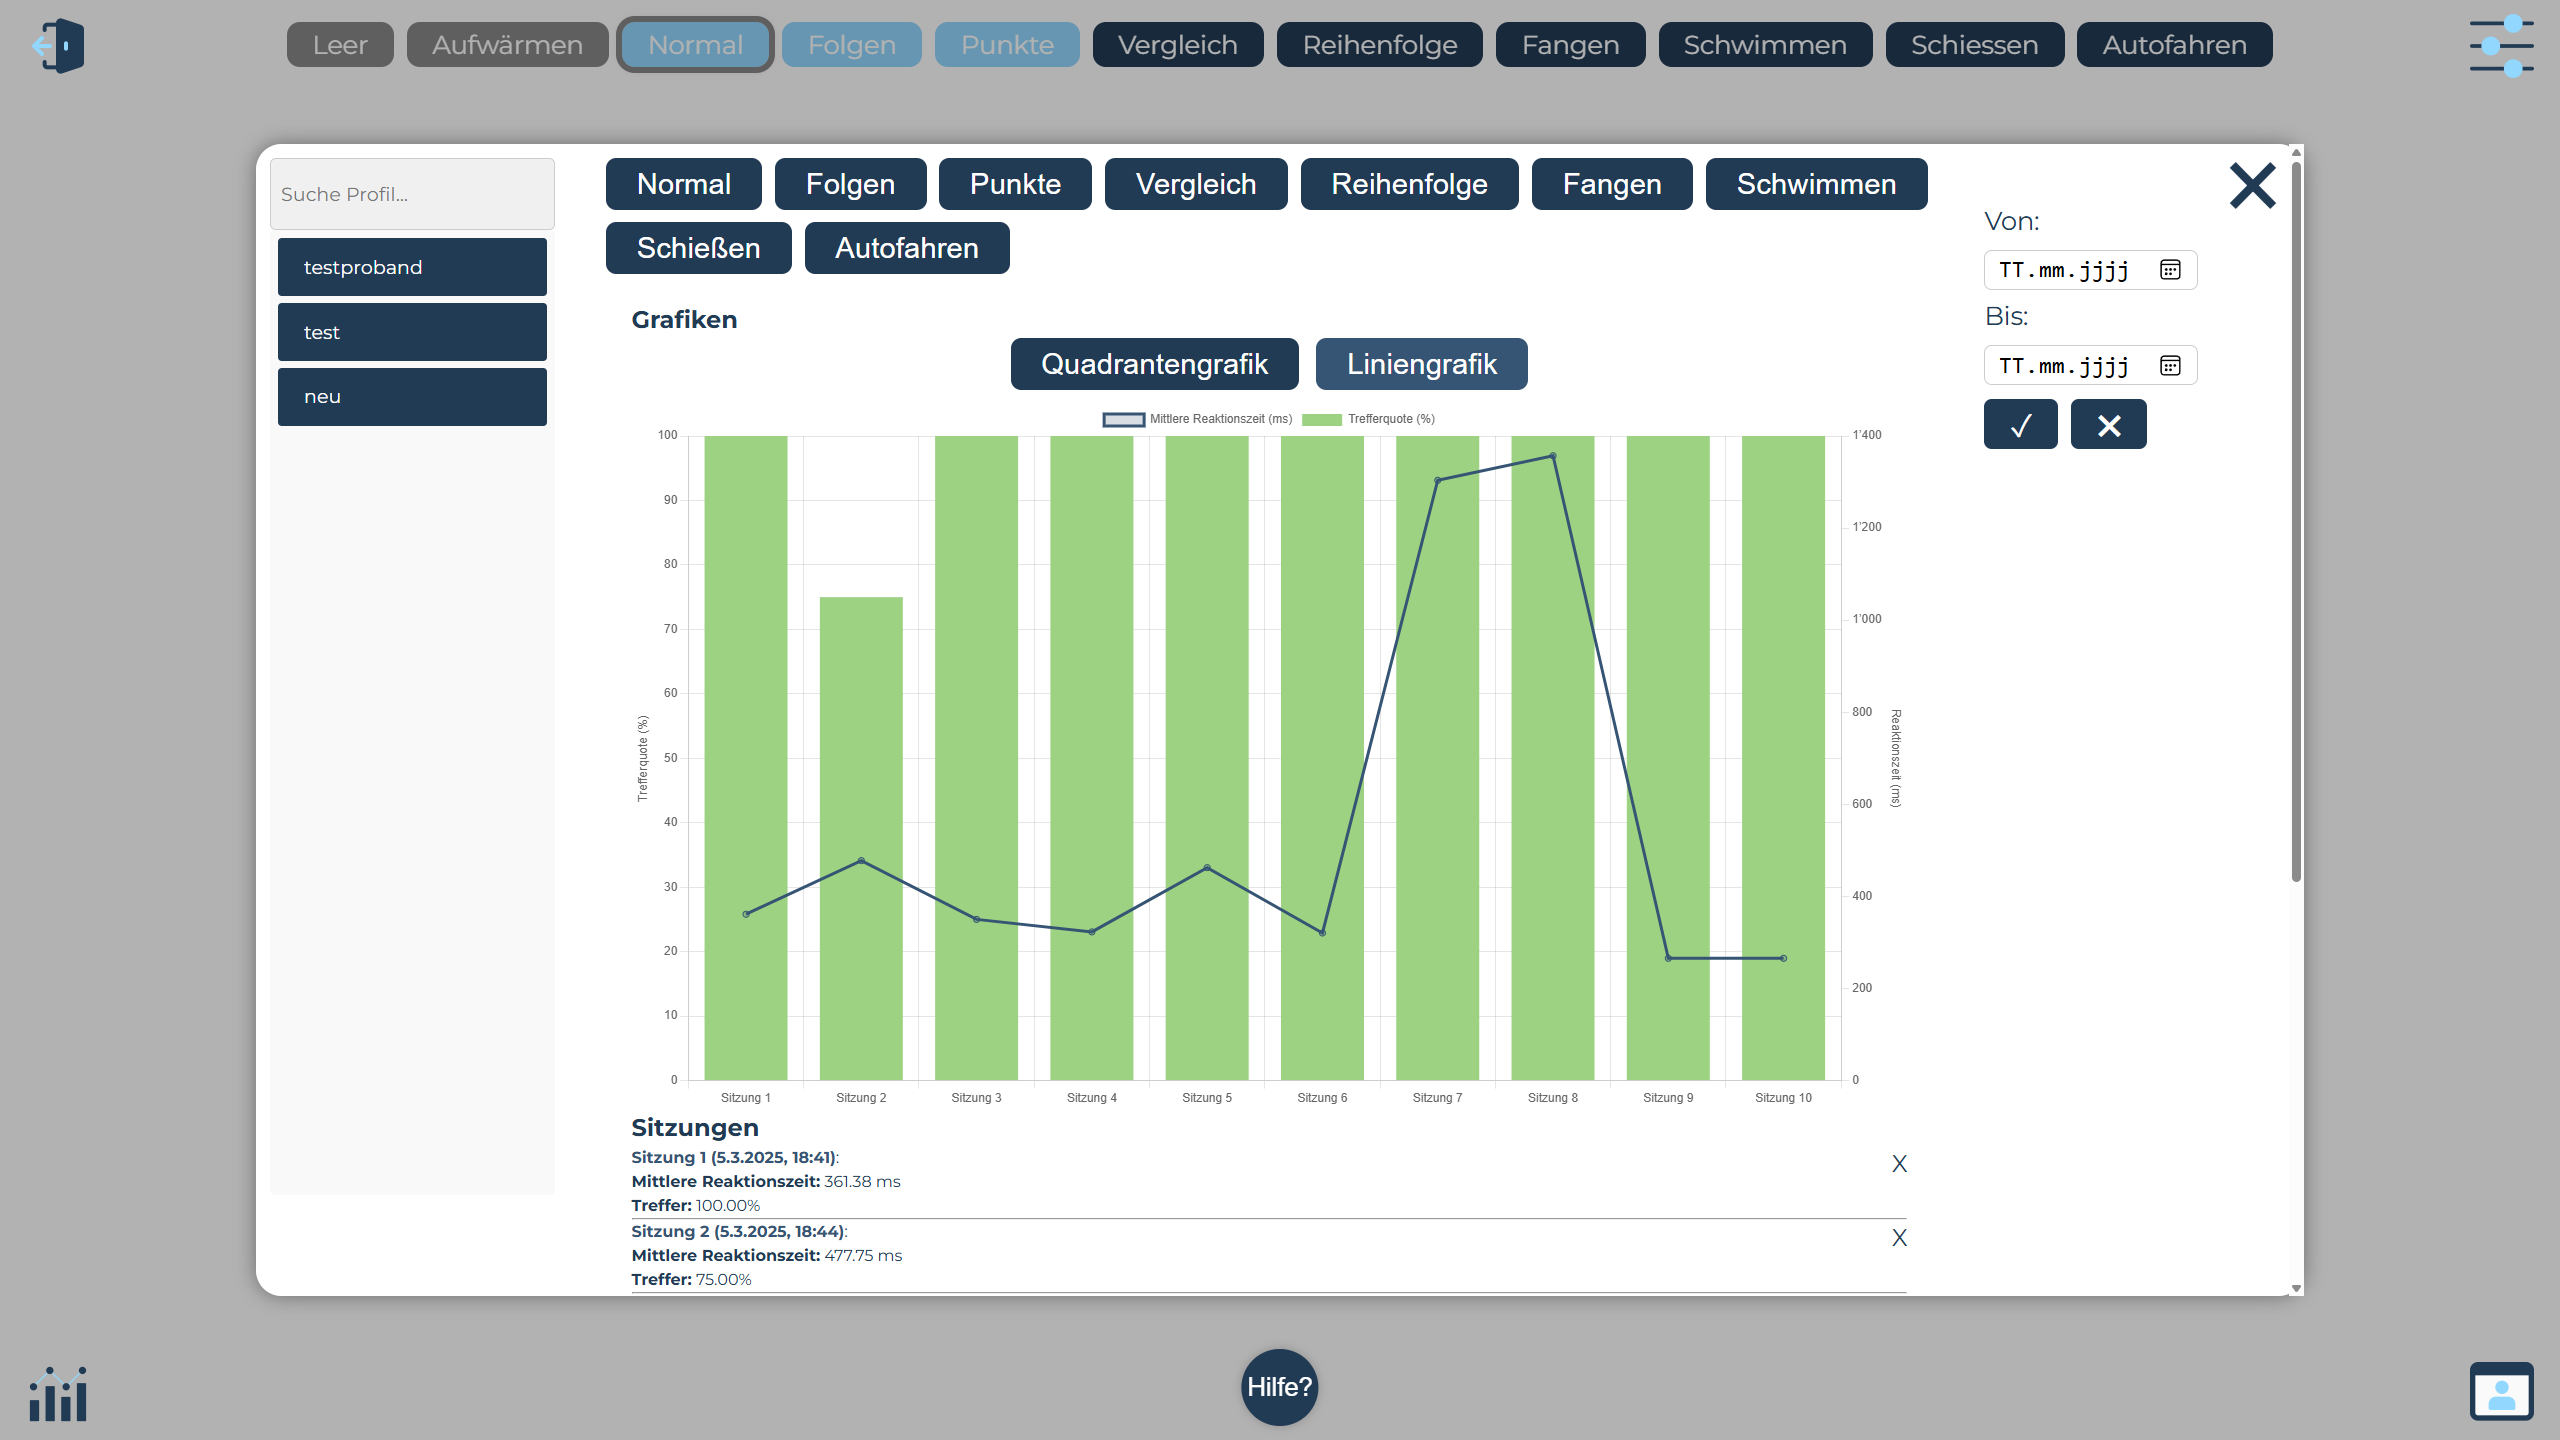 Leer Aufwärmen Normal Folgen Punkte Vergleich Reihenfolge Fangen Schwimmen Schiessen Autofahren
Suche Profil...
testproband
test
neu
Normal Folgen Punkte Vergleich Reihenfolge Fangen Schwimmen
Schießen Autofahren
Von:
TT.mm.jjjj
Bis:
TT.mm.jjjj
✓ ✕
Grafiken
Quadrantengrafik Liniengrafik
Mittlere Reaktionszeit (ms) Trefferquote (%)
100
90
80
70
60
50
40
30
20
10
0
Trefferquote (%)
1'400
1'200
1'000
800
600
400
200
0
Reaktionszeit (ms)
Sitzung 1 Sitzung 2 Sitzung 3 Sitzung 4 Sitzung 5 Sitzung 6 Sitzung 7 Sitzung 8 Sitzung 9 Sitzung 10
Sitzungen
Sitzung 1 (5.3.2025, 18:41): X
Mittlere Reaktionszeit: 361.38 ms
Treffer: 100.00%
Sitzung 2 (5.3.2025, 18:44): X
Mittlere Reaktionszeit: 477.75 ms
Treffer: 75.00%
Hilfe?